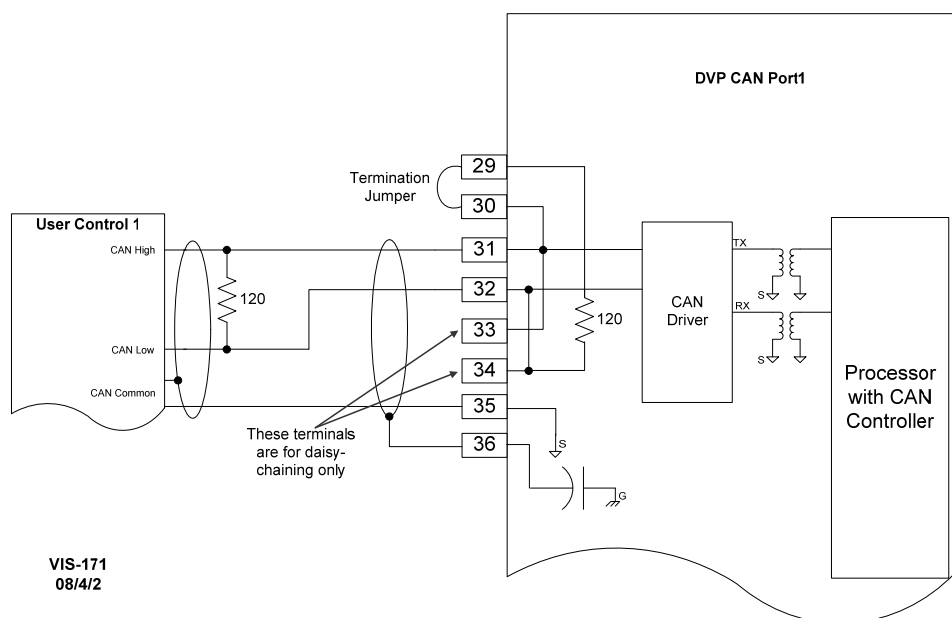 DVP CAN Port1
Termination
Jumper
29
30
31
32
33
34
35
36
User Control 1
CAN High
120
CAN Low
CAN Common
These terminals
are for daisy-
chaining only
120
CAN
Driver
TX
S
RX
S
Processor
with CAN
Controller
S
G
VIS-171
08/4/2